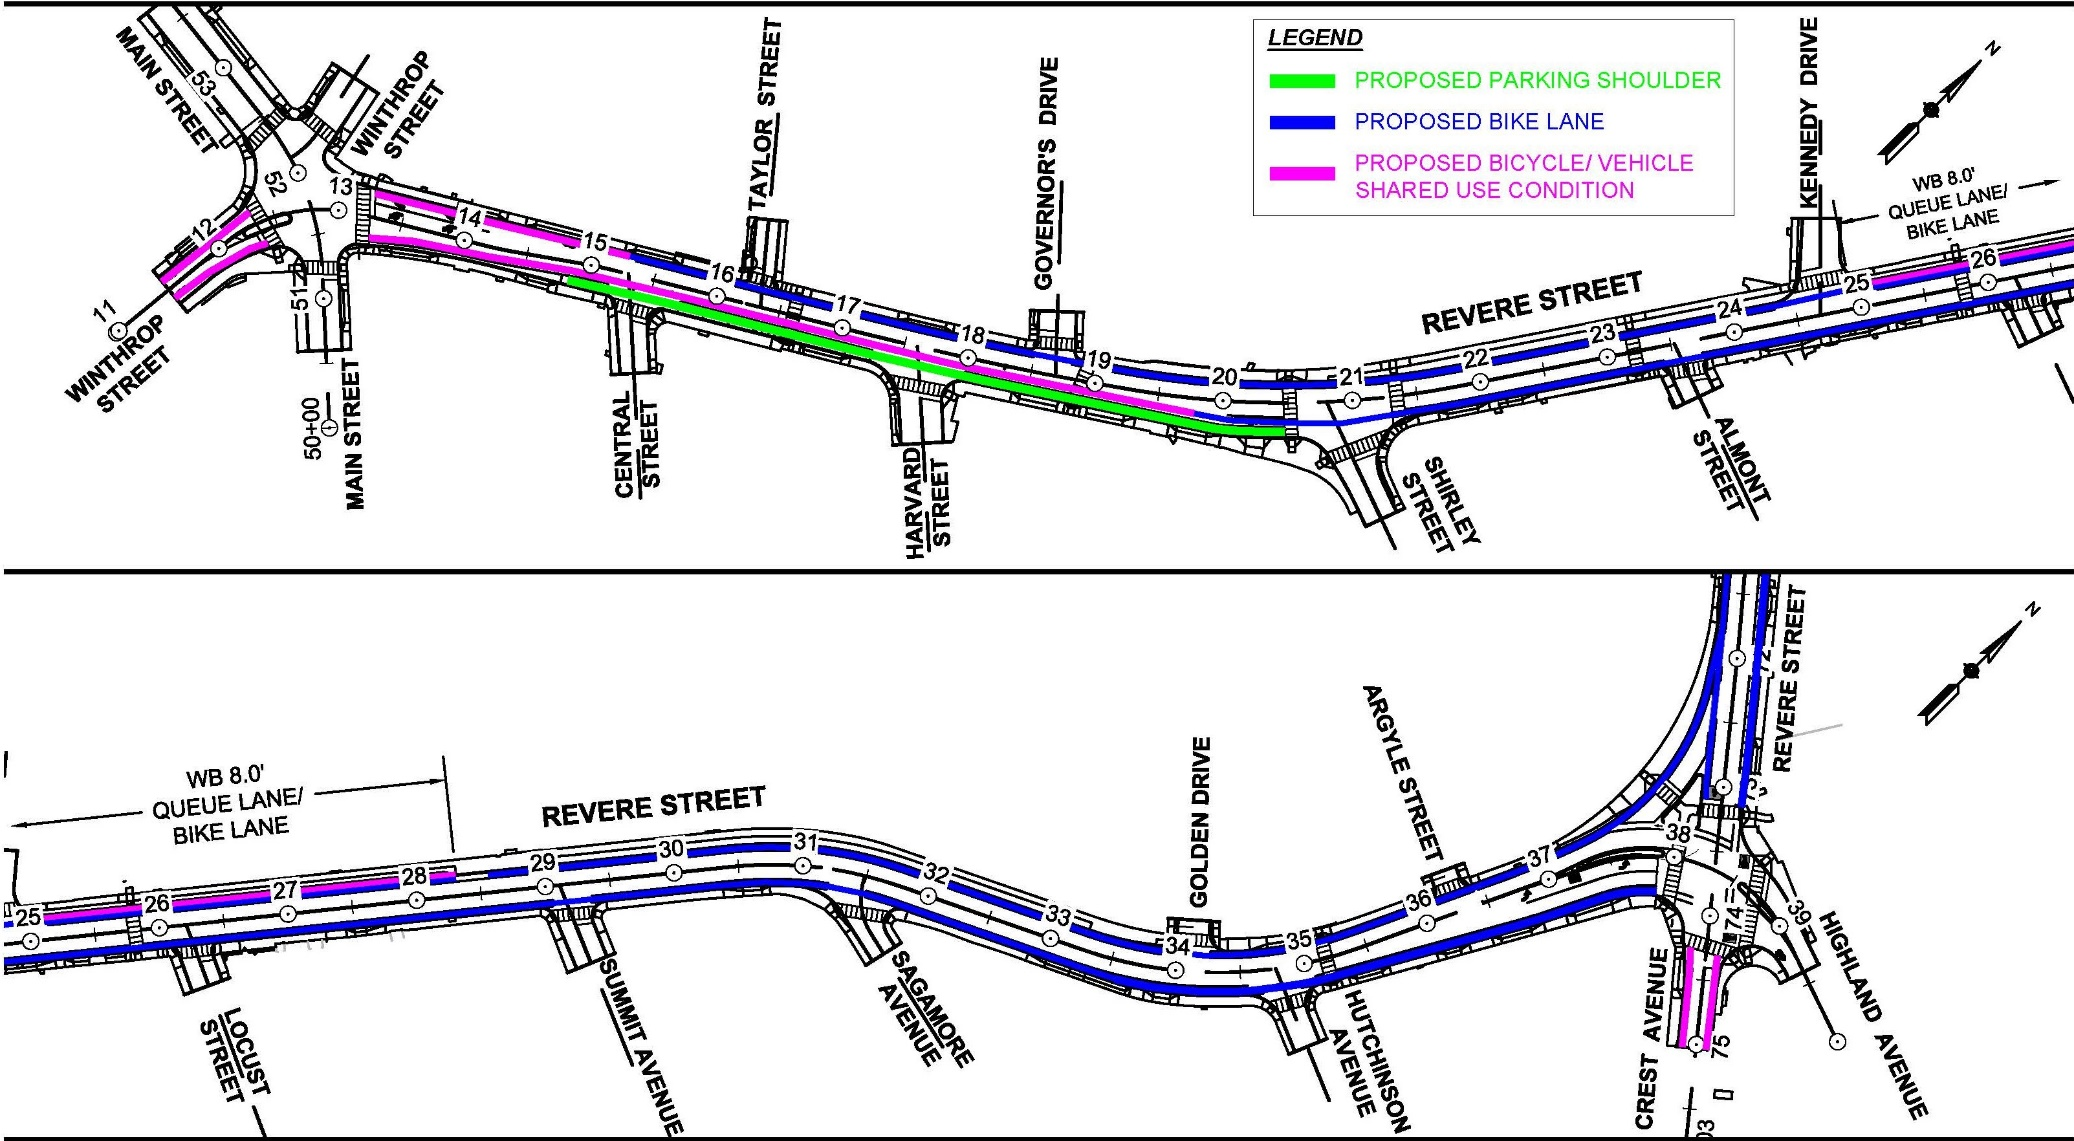 MAIN STREET
53
WINTHROP
STREET
TAYLOR STREET
GOVERNOR'S DRIVE
LEGEND
PROPOSED PARKING SHOULDER
PROPOSED BIKE LANE
PROPOSED BICYCLE/ VEHICLE
SHARED USE CONDITION
KENNEDY DRIVE
N
WB 8.0'
QUEUE LANE/
BIKE LANE
REVERE STREET
52
11
12
13
14
15
16
17
18
19
20
21
22
23
24
25
26
51
50+00
WINTHROP
STREET
MAIN STREET
CENTRAL
STREET
HARVARD
STREET
SHIRLEY
STREET
ALMONT
STREET
WB 8.0'
QUEUE LANE/
BIKE LANE
REVERE STREET
GOLDEN DRIVE
ARGYLE STREET
REVERE STREET
N
72
25
26
27
28
29
30
31
32
33
34
35
36
37
38
39
74
75
LOCUST
STREET
SUMMIT AVENUE
SAGAMORE
AVENUE
HUTCHINSON
AVENUE
CREST AVENUE
HIGHLAND AVENUE